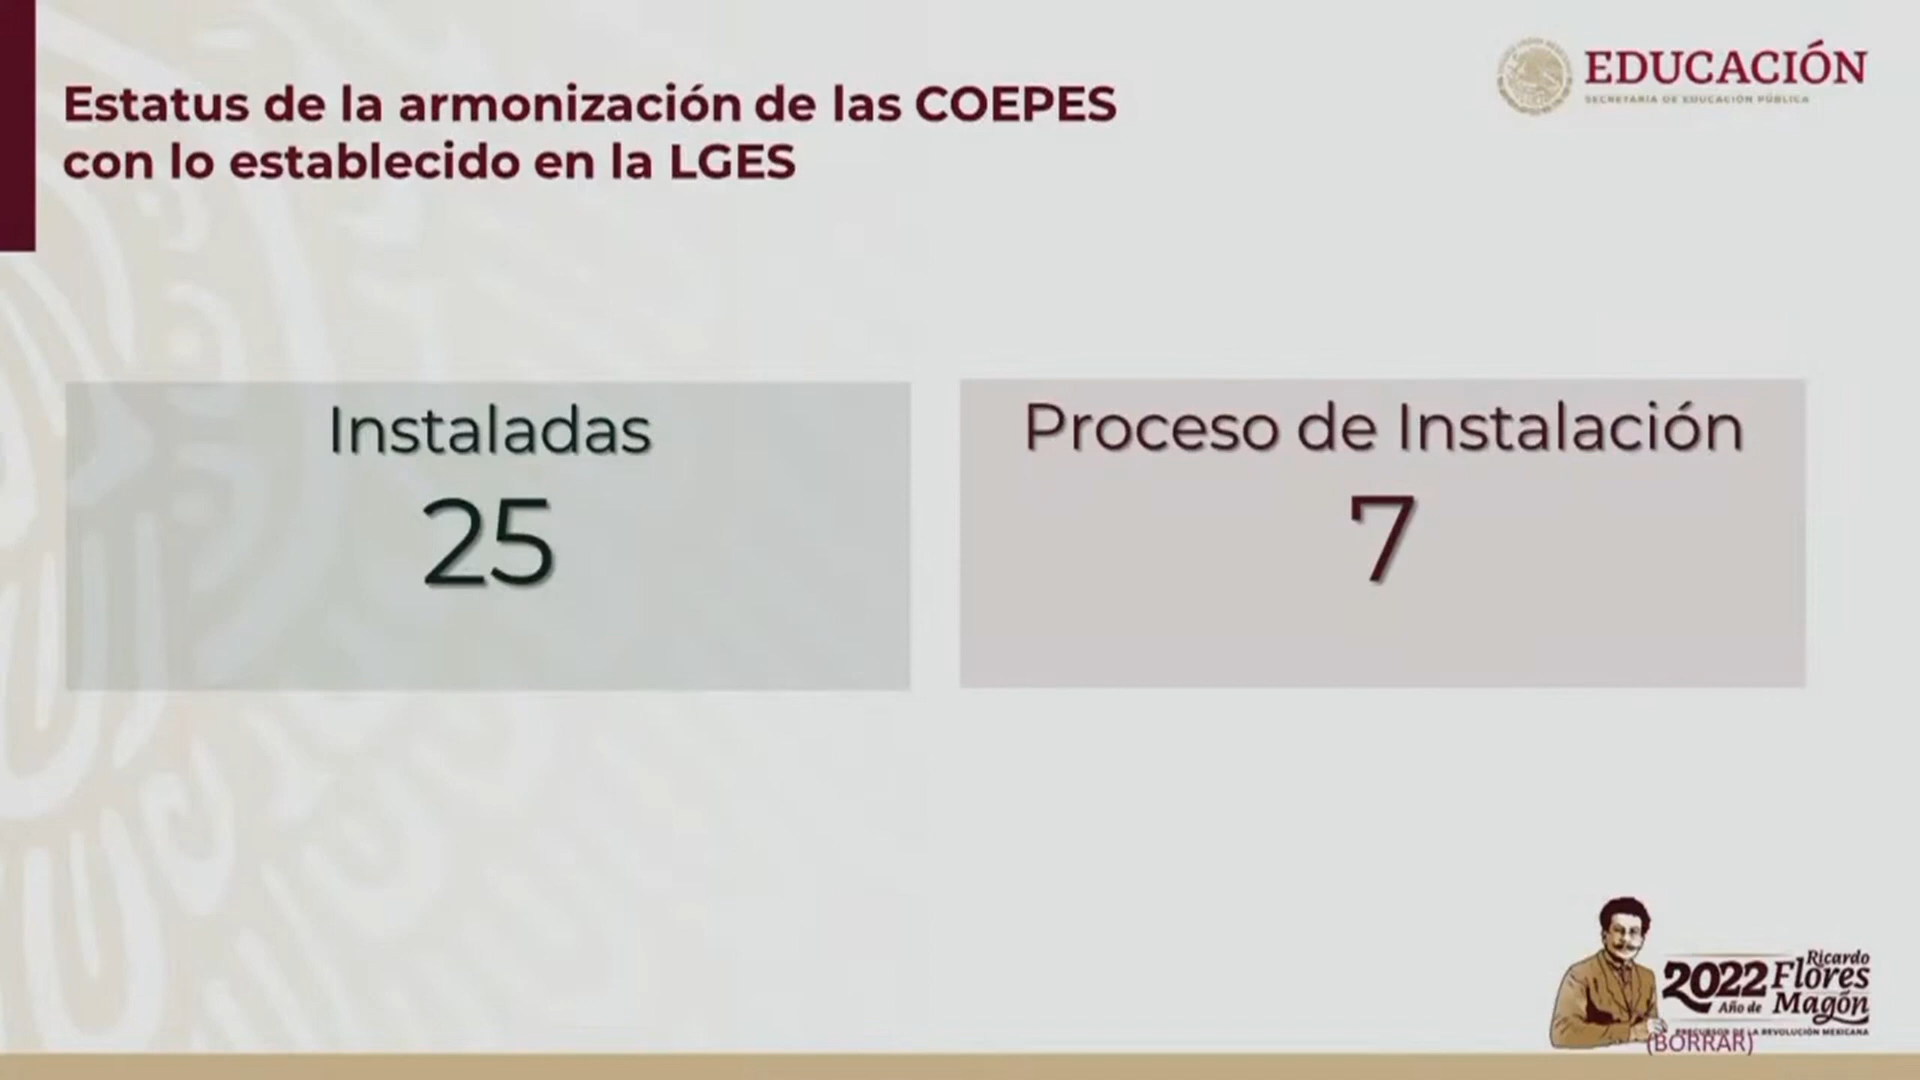 Estatus de la armonización de las COEPES
con lo establecido en la LGES
EDUCACIÓN
SECRETARÍA DE EDUCACIÓN PÚBLICA
Instaladas
25
Proceso de Instalación
7
2022 Ricardo
Flores
Año de Magón
PRECURSOR DE LA REVOLUCIÓN MEXICANA
(BORRAR)